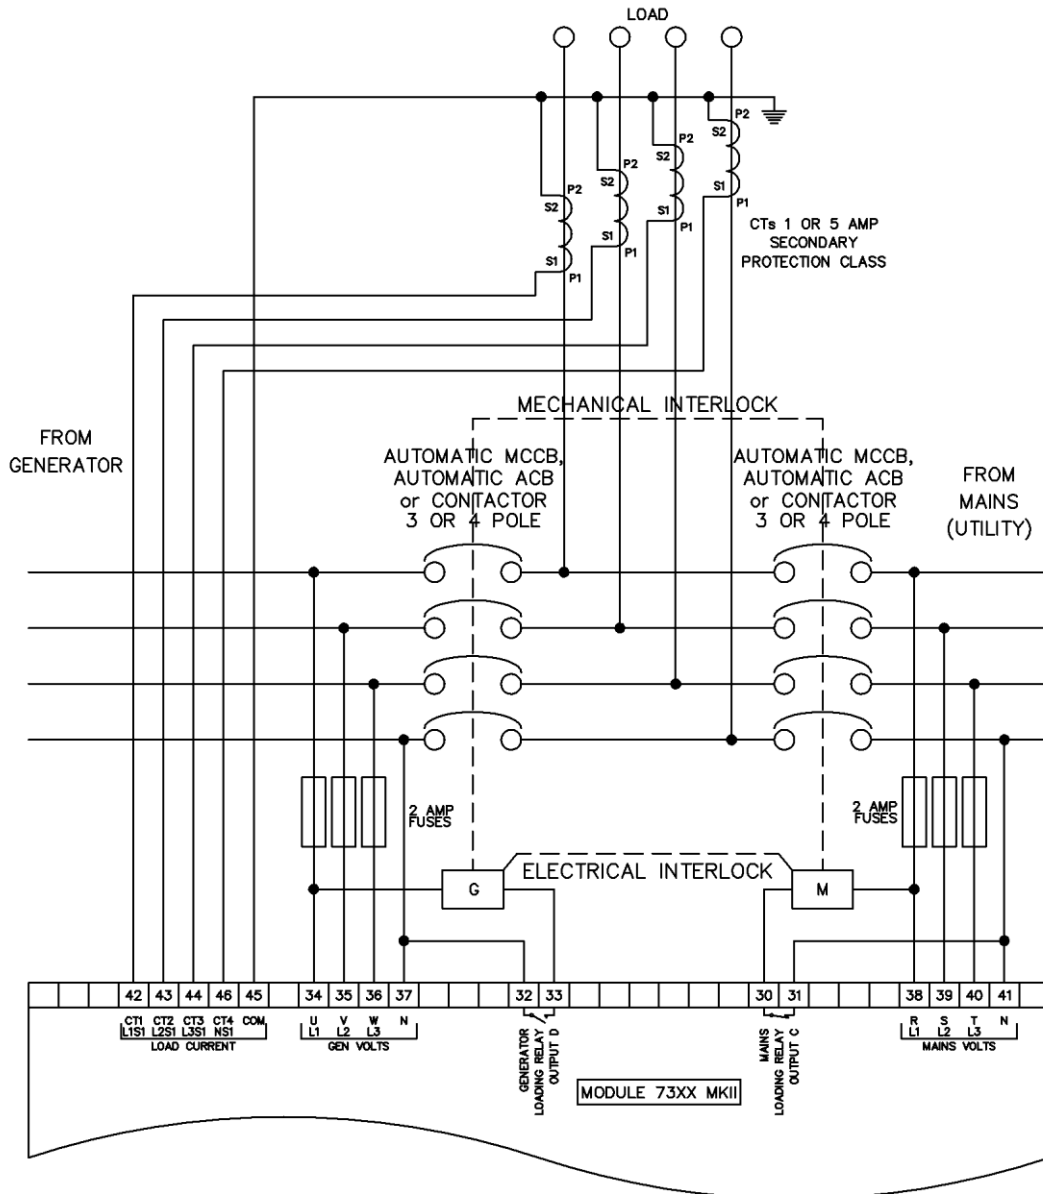 LOAD
P2
S2
P2
S2
P2
S1
P1
S2
P2
S1
P1
CTs 1 OR 5 AMP
SECONDARY
PROTECTION CLASS
S2
S1
P1
S1
P1
MECHANICAL INTERLOCK
FROM
GENERATOR
AUTOMATIC MCCB,
AUTOMATIC ACB
or CONTACTOR
3 OR 4 POLE
AUTOMATIC MCCB,
AUTOMATIC ACB
or CONTACTOR
3 OR 4 POLE
FROM
MAINS
(UTILITY)
2 AMP
FUSES
2 AMP
FUSES
ELECTRICAL INTERLOCK
G
M
42 43 44 46 45 34 35 36 37 32 33 30 31 38 39 40 41
CT1 CT2 CT3 CT4 COM
L1S1 L2S1 L3S1 NS1
LOAD CURRENT
U V W N
L1 L2 L3
GEN VOLTS
GENERATOR
LOADING RELAY
OUTPUT D
MAINS
LOADING RELAY
OUTPUT C
R S T N
L1 L2 L3
MAINS VOLTS
MODULE 73XX MKII